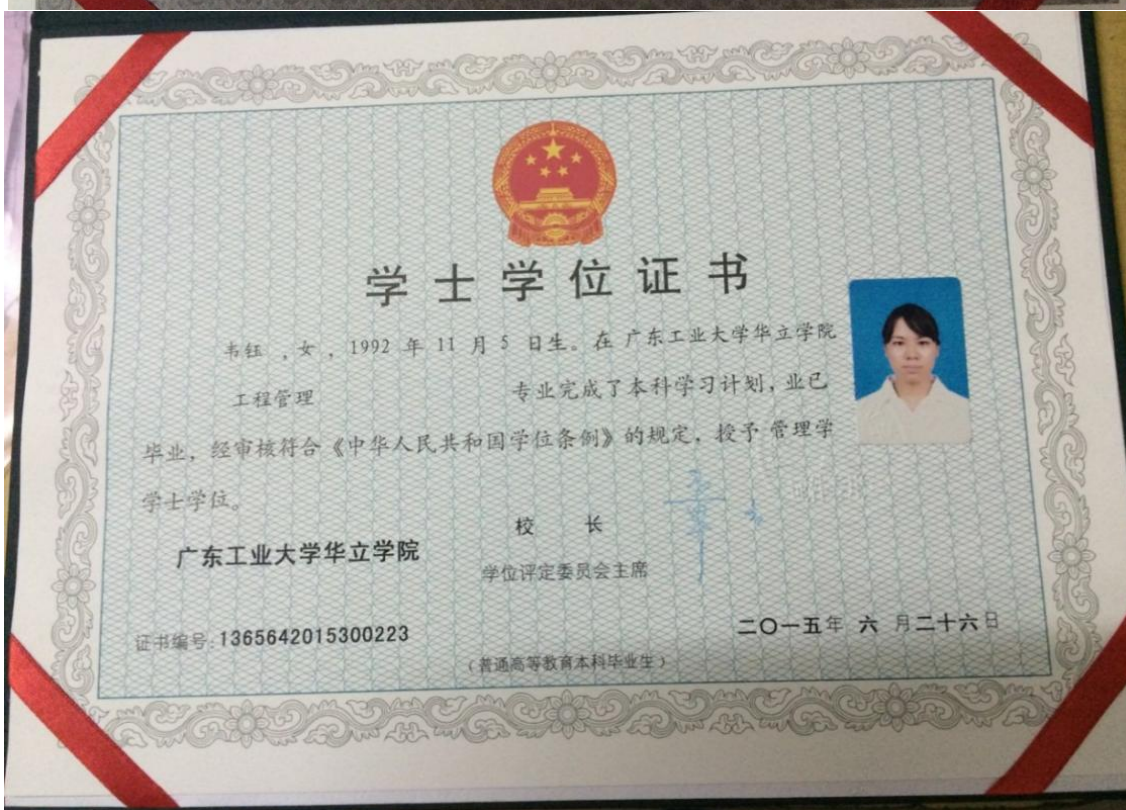 学士学位证书
韦钰 ,女 , 1992 年 11 月 5 日生。在 广东工业大学华立学院
工程管理 专业完成了本科学习计划, 业已
毕业, 经审核符合《中华人民共和国学位条例》的规定, 授予 管理学
学士学位。
校 长
广东工业大学华立学院
学位评定委员会主席
证书编号:1365642015300223
二〇一五年 六 月二十六日
(普通高等教育本科毕业生)